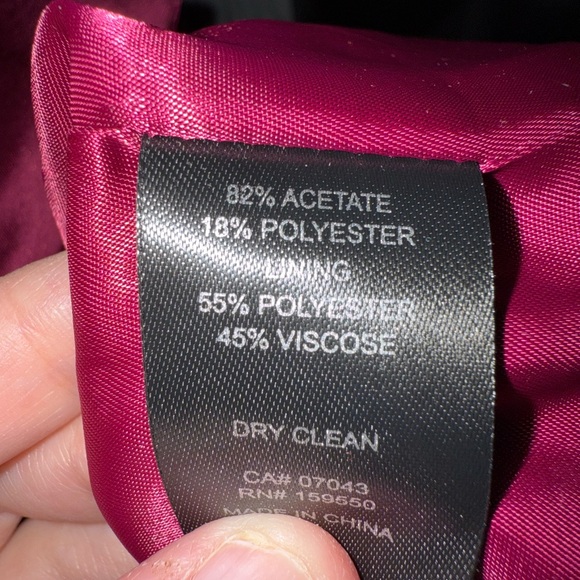 82% ACETATE
18% POLYESTER
LINING
55% POLYESTER
45% VISCOSE
DRY CLEAN
CA# 07043
RN# 159550
MADE IN CHINA